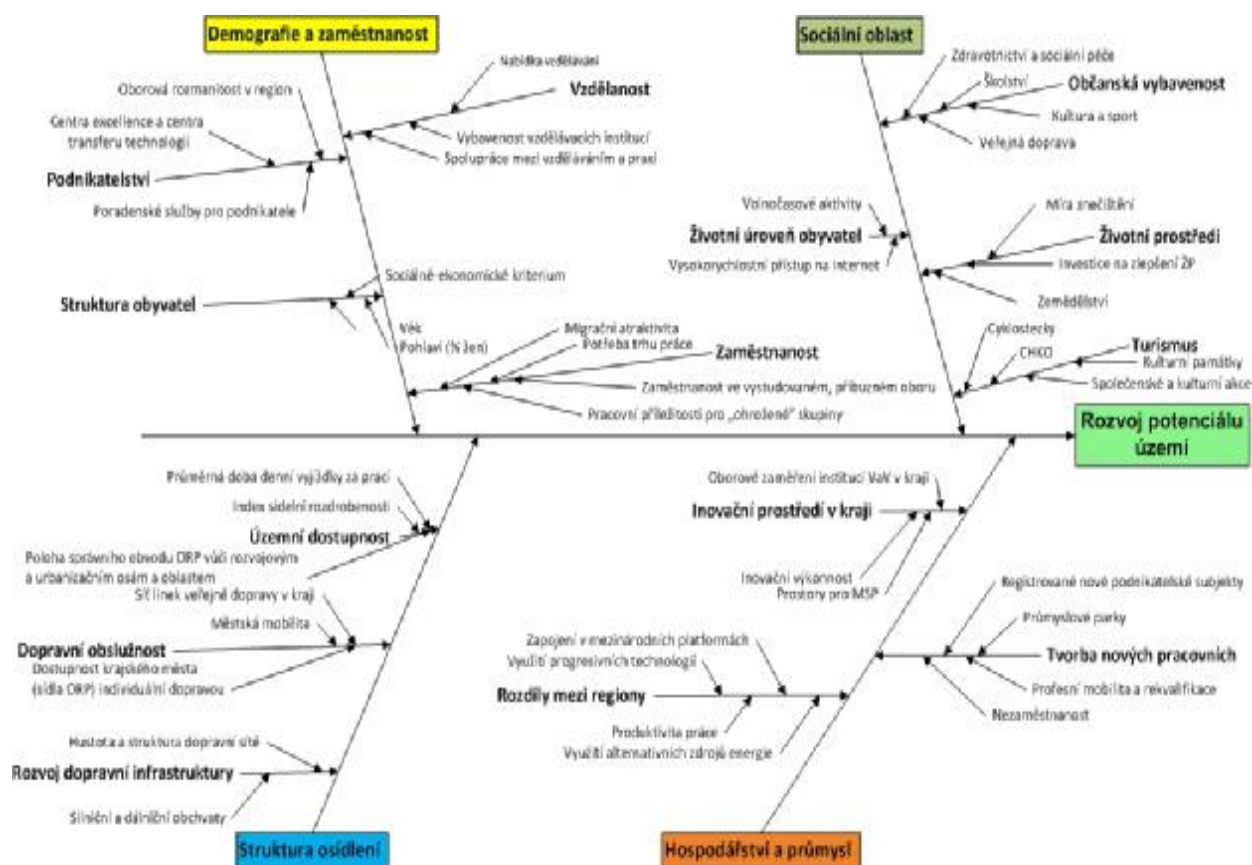 Demografie a zaměstnanost
Sociální oblast
Nabídka vzdělávání
Vzdělanost
Oborová rozmanitost v region
Centra excellence a centra
transferu technologií
Vybavenost vzdělávacích institucí
Spolupráce mezi vzděláváním a praxí
Podnikatelství
Poradenské služby pro podnikatele
Zdravotnictví a sociální péče
Školství
Občanská vybavenost
Kultura a sport
Veřejná doprava
Volnočasové aktivity
Životní úroveň obyvatel
Vysokorychlostní přístup na internet
Míra znečištění
Životní prostředí
Investice na zlepšení ŽP
Zemědělství
Sociálně-ekonomické kriterium
Struktura obyvatel
Věk
Pohlaví (% žen)
Migrační atraktivita
Potřeba trhu práce
Zaměstnanost
Zaměstnanost ve vystudovaném, příbuzném oboru
Pracovní příležitosti pro „ohrožené“ skupiny
Cyklostezky
CHKO
Turismus
Kulturní památky
Společenské a kulturní akce
Rozvoj potenciálu
území
Průměrná doba denní vyjížďky za prací
Index sídelní rozdrobenosti
Územní dostupnost
Poloha správního obvodu ORP vůči rozvojovým
a urbanizačním osám a oblastem
Síť linek veřejné dopravy v kraji
Městská mobilita
Dopravní obslužnost
Dostupnost krajského města
(sídla ORP) individuální dopravou
Hustota a struktura dopravní sítě
Rozvoj dopravní infrastruktury
Silniční a dálniční obchvaty
Struktura osídlení
Oborové zaměření institucí VaV v kraji
Inovační prostředí v kraji
Inovační výkonnost
Prostory pro MSP
Registrované nové podnikatelské subjekty
Průmyslové parky
Tvorba nových pracovních
Profesní mobilita a rekvalifikace
Nezaměstnanost
Zapojení v mezinárodních platformách
Využití progresivních technologií
Rozdíly mezi regiony
Produktivita práce
Využití alternativních zdrojů energie
Hospodářství a průmysl